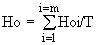 i=m
Ho = ∑Hoi/T
i=l